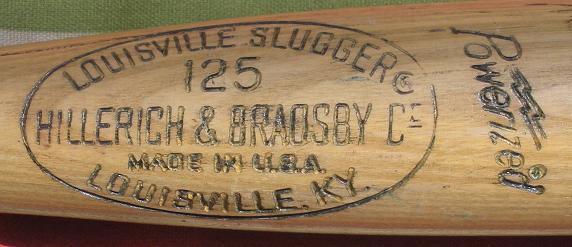 LOUISVILLE SLUGGER®
125
HILLERICH & BRADSBY Cº
MADE IN U.S.A.
LOUISVILLE. KY.
Powerized®